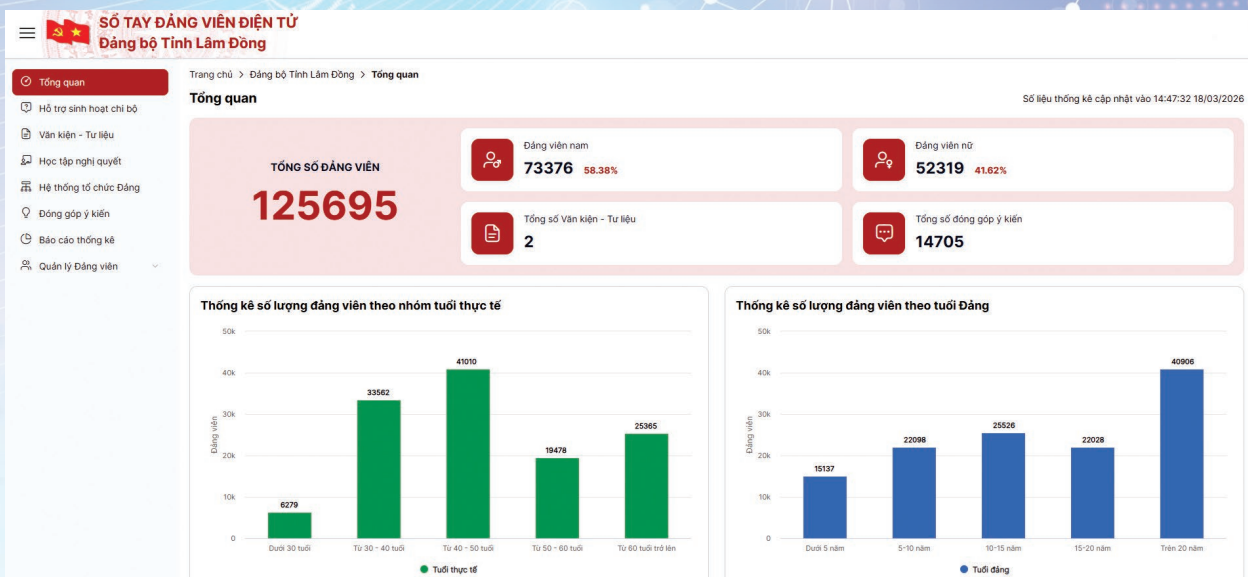 SỔ TAY ĐẢNG VIÊN ĐIỆN TỬ
Đảng bộ Tỉnh Lâm Đồng
Tổng quan
Hỗ trợ sinh hoạt chi bộ
Văn kiện - Tư liệu
Học tập nghị quyết
Hệ thống tổ chức Đảng
Đóng góp ý kiến
Báo cáo thống kê
Quản lý Đảng viên
Trang chủ > Đảng bộ Tỉnh Lâm Đồng > Tổng quan
Tổng quan
Số liệu thống kê cập nhật vào 14:47:32 18/03/2026
TỔNG SỐ ĐẢNG VIÊN
125695
Đảng viên nam
73376 58.38%
Đảng viên nữ
52319 41.62%
Tổng số Văn kiện - Tư liệu
2
Tổng số đóng góp ý kiến
14705
Thống kê số lượng đảng viên theo nhóm tuổi thực tế
50k
40k
30k
20k
10k
0
Đảng viên
6279
33562
41010
19478
25365
Dưới 30 tuổi
Từ 30 - 40 tuổi
Từ 40 - 50 tuổi
Từ 50 - 60 tuổi
Từ 60 tuổi trở lên
Tuổi thực tế
Thống kê số lượng đảng viên theo tuổi Đảng
50k
40k
30k
20k
10k
0
Đảng viên
15137
22098
25526
22028
40906
Dưới 5 năm
5-10 năm
10-15 năm
15-20 năm
Trên 20 năm
Tuổi đảng